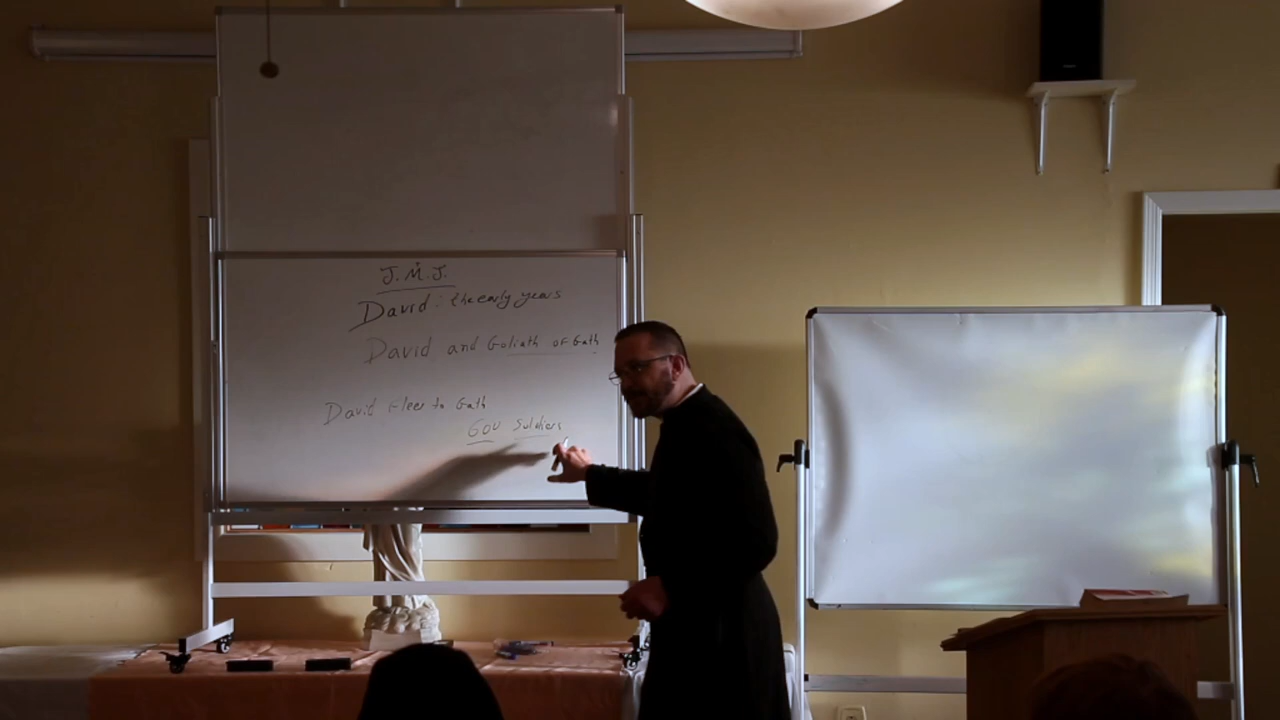 J.M.J.
David: the early years
David and Goliath of Gath
David flees to Gath
600 Soldiers